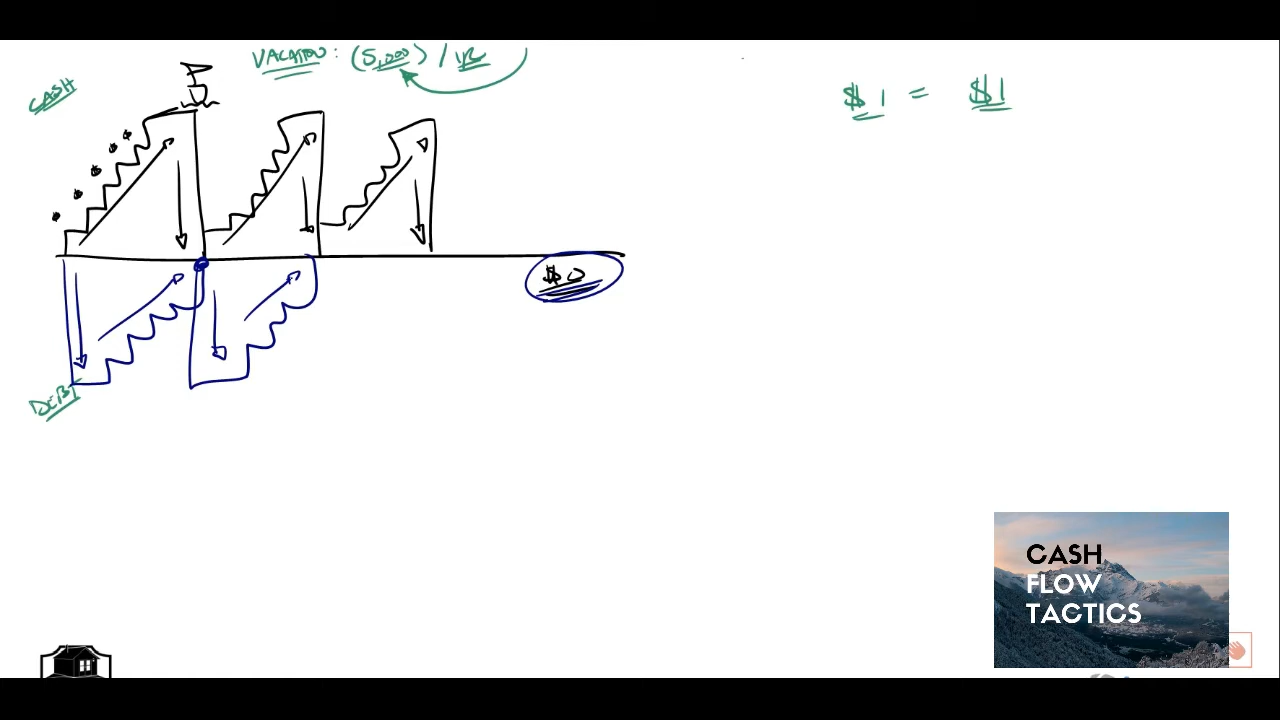 VACATION: (5,000) / YR
CASH
$1 = $1
$0
DEBT
CASH
FLOW
TACTICS